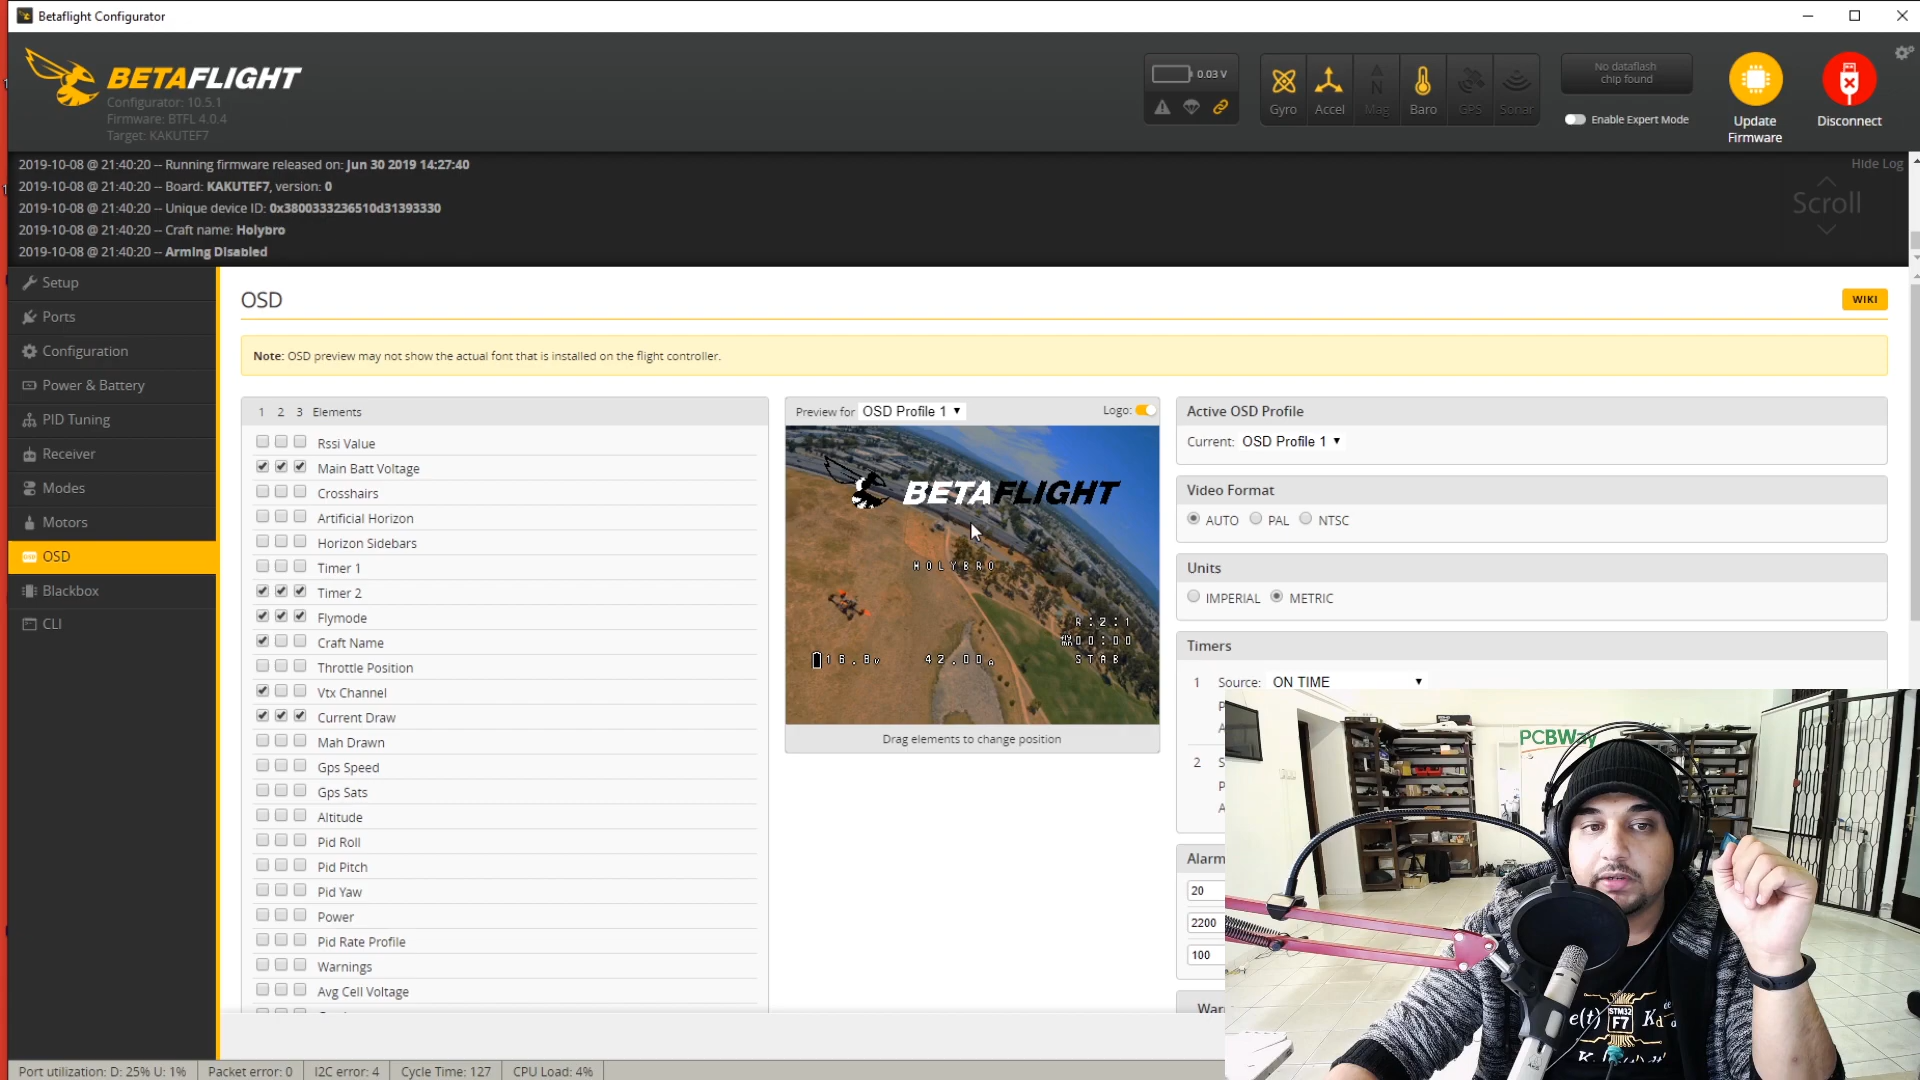 Betaflight Configurator
BETAFLIGHT
Configurator: 10.5.1
Firmware: BTFL 4.0.4
Target: KAKUTEF7
0.03 V
Gyro
Accel
Mag
Baro
GPS
Sonar
No dataflash
chip found
Enable Expert Mode
Update
Firmware
Disconnect
2019-10-08 @ 21:40:20 -- Running firmware released on: Jun 30 2019 14:27:40
2019-10-08 @ 21:40:20 -- Board: KAKUTEF7, version: 0
2019-10-08 @ 21:40:20 -- Unique device ID: 0x3800333236510d31393330
2019-10-08 @ 21:40:20 -- Craft name: Holybro
2019-10-08 @ 21:40:20 -- Arming Disabled
Hide Log
Scroll
Setup
Ports
Configuration
Power & Battery
PID Tuning
Receiver
Modes
Motors
OSD
Blackbox
CLI
OSD
WIKI
Note: OSD preview may not show the actual font that is installed on the flight controller.
1 2 3 Elements
Rssi Value
Main Batt Voltage
Crosshairs
Artificial Horizon
Horizon Sidebars
Timer 1
Timer 2
Flymode
Craft Name
Throttle Position
Vtx Channel
Current Draw
Mah Drawn
Gps Speed
Gps Sats
Altitude
Pid Roll
Pid Pitch
Pid Yaw
Power
Pid Rate Profile
Warnings
Avg Cell Voltage
Preview for OSD Profile 1
Logo:
BETAFLIGHT
HOLYBRO
R:2:1
00:00
16.8V 42.00A STAB
Drag elements to change position
Active OSD Profile
Current: OSD Profile 1
Video Format
AUTO PAL NTSC
Units
IMPERIAL METRIC
Timers
1 Source: ON TIME
P
A
2 S
P
A
Alarm
20
2200
100
War
PCBWay
STM32
F7
e(t)
Port utilization: D: 25% U: 1%
Packet error: 0
I2C error: 4
Cycle Time: 127
CPU Load: 4%